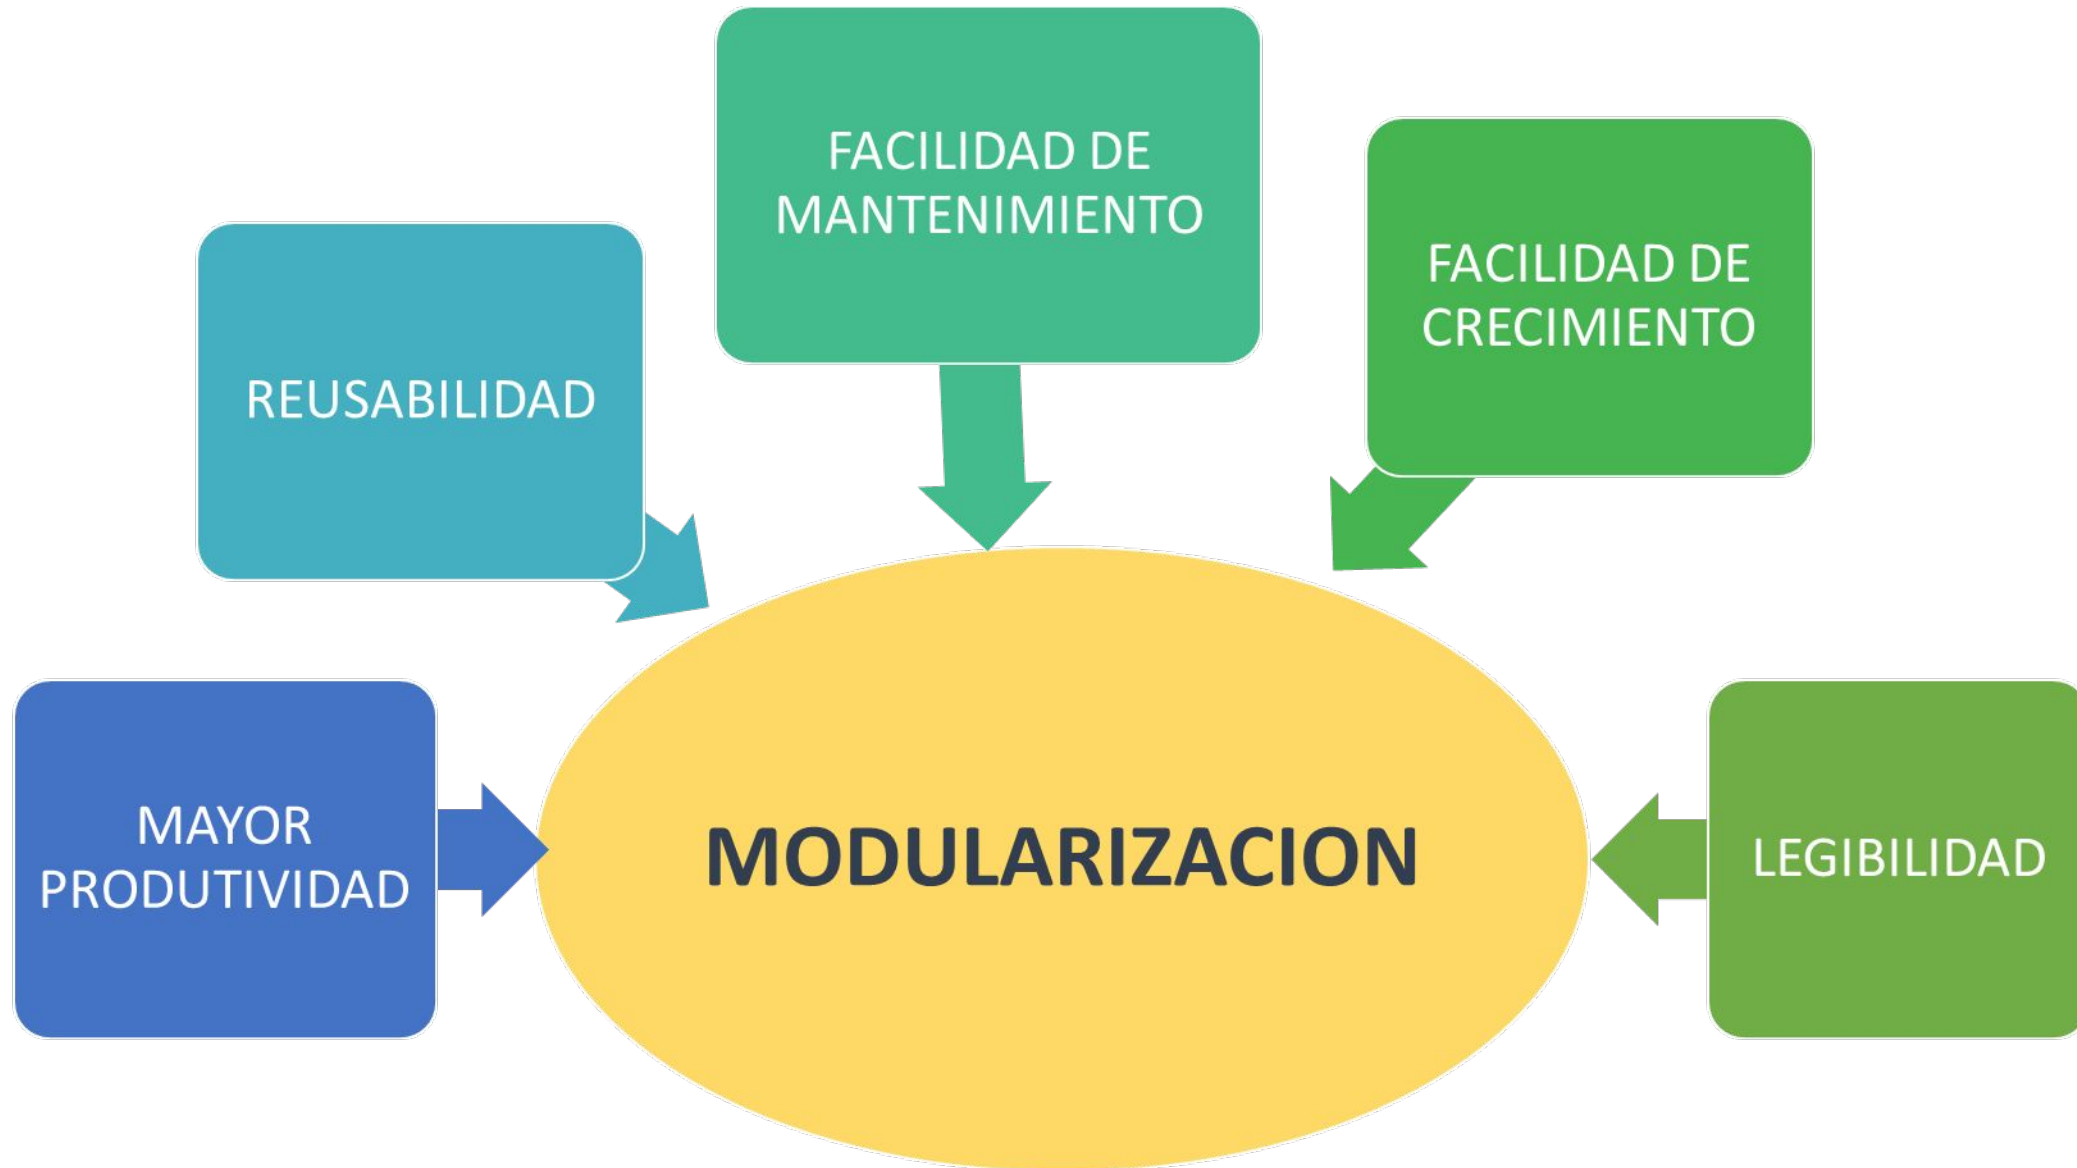 FACILIDAD DE
MANTENIMIENTO
FACILIDAD DE
CRECIMIENTO
REUSABILIDAD
MAYOR
PRODUTIVIDAD
MODULARIZACION
LEGIBILIDAD